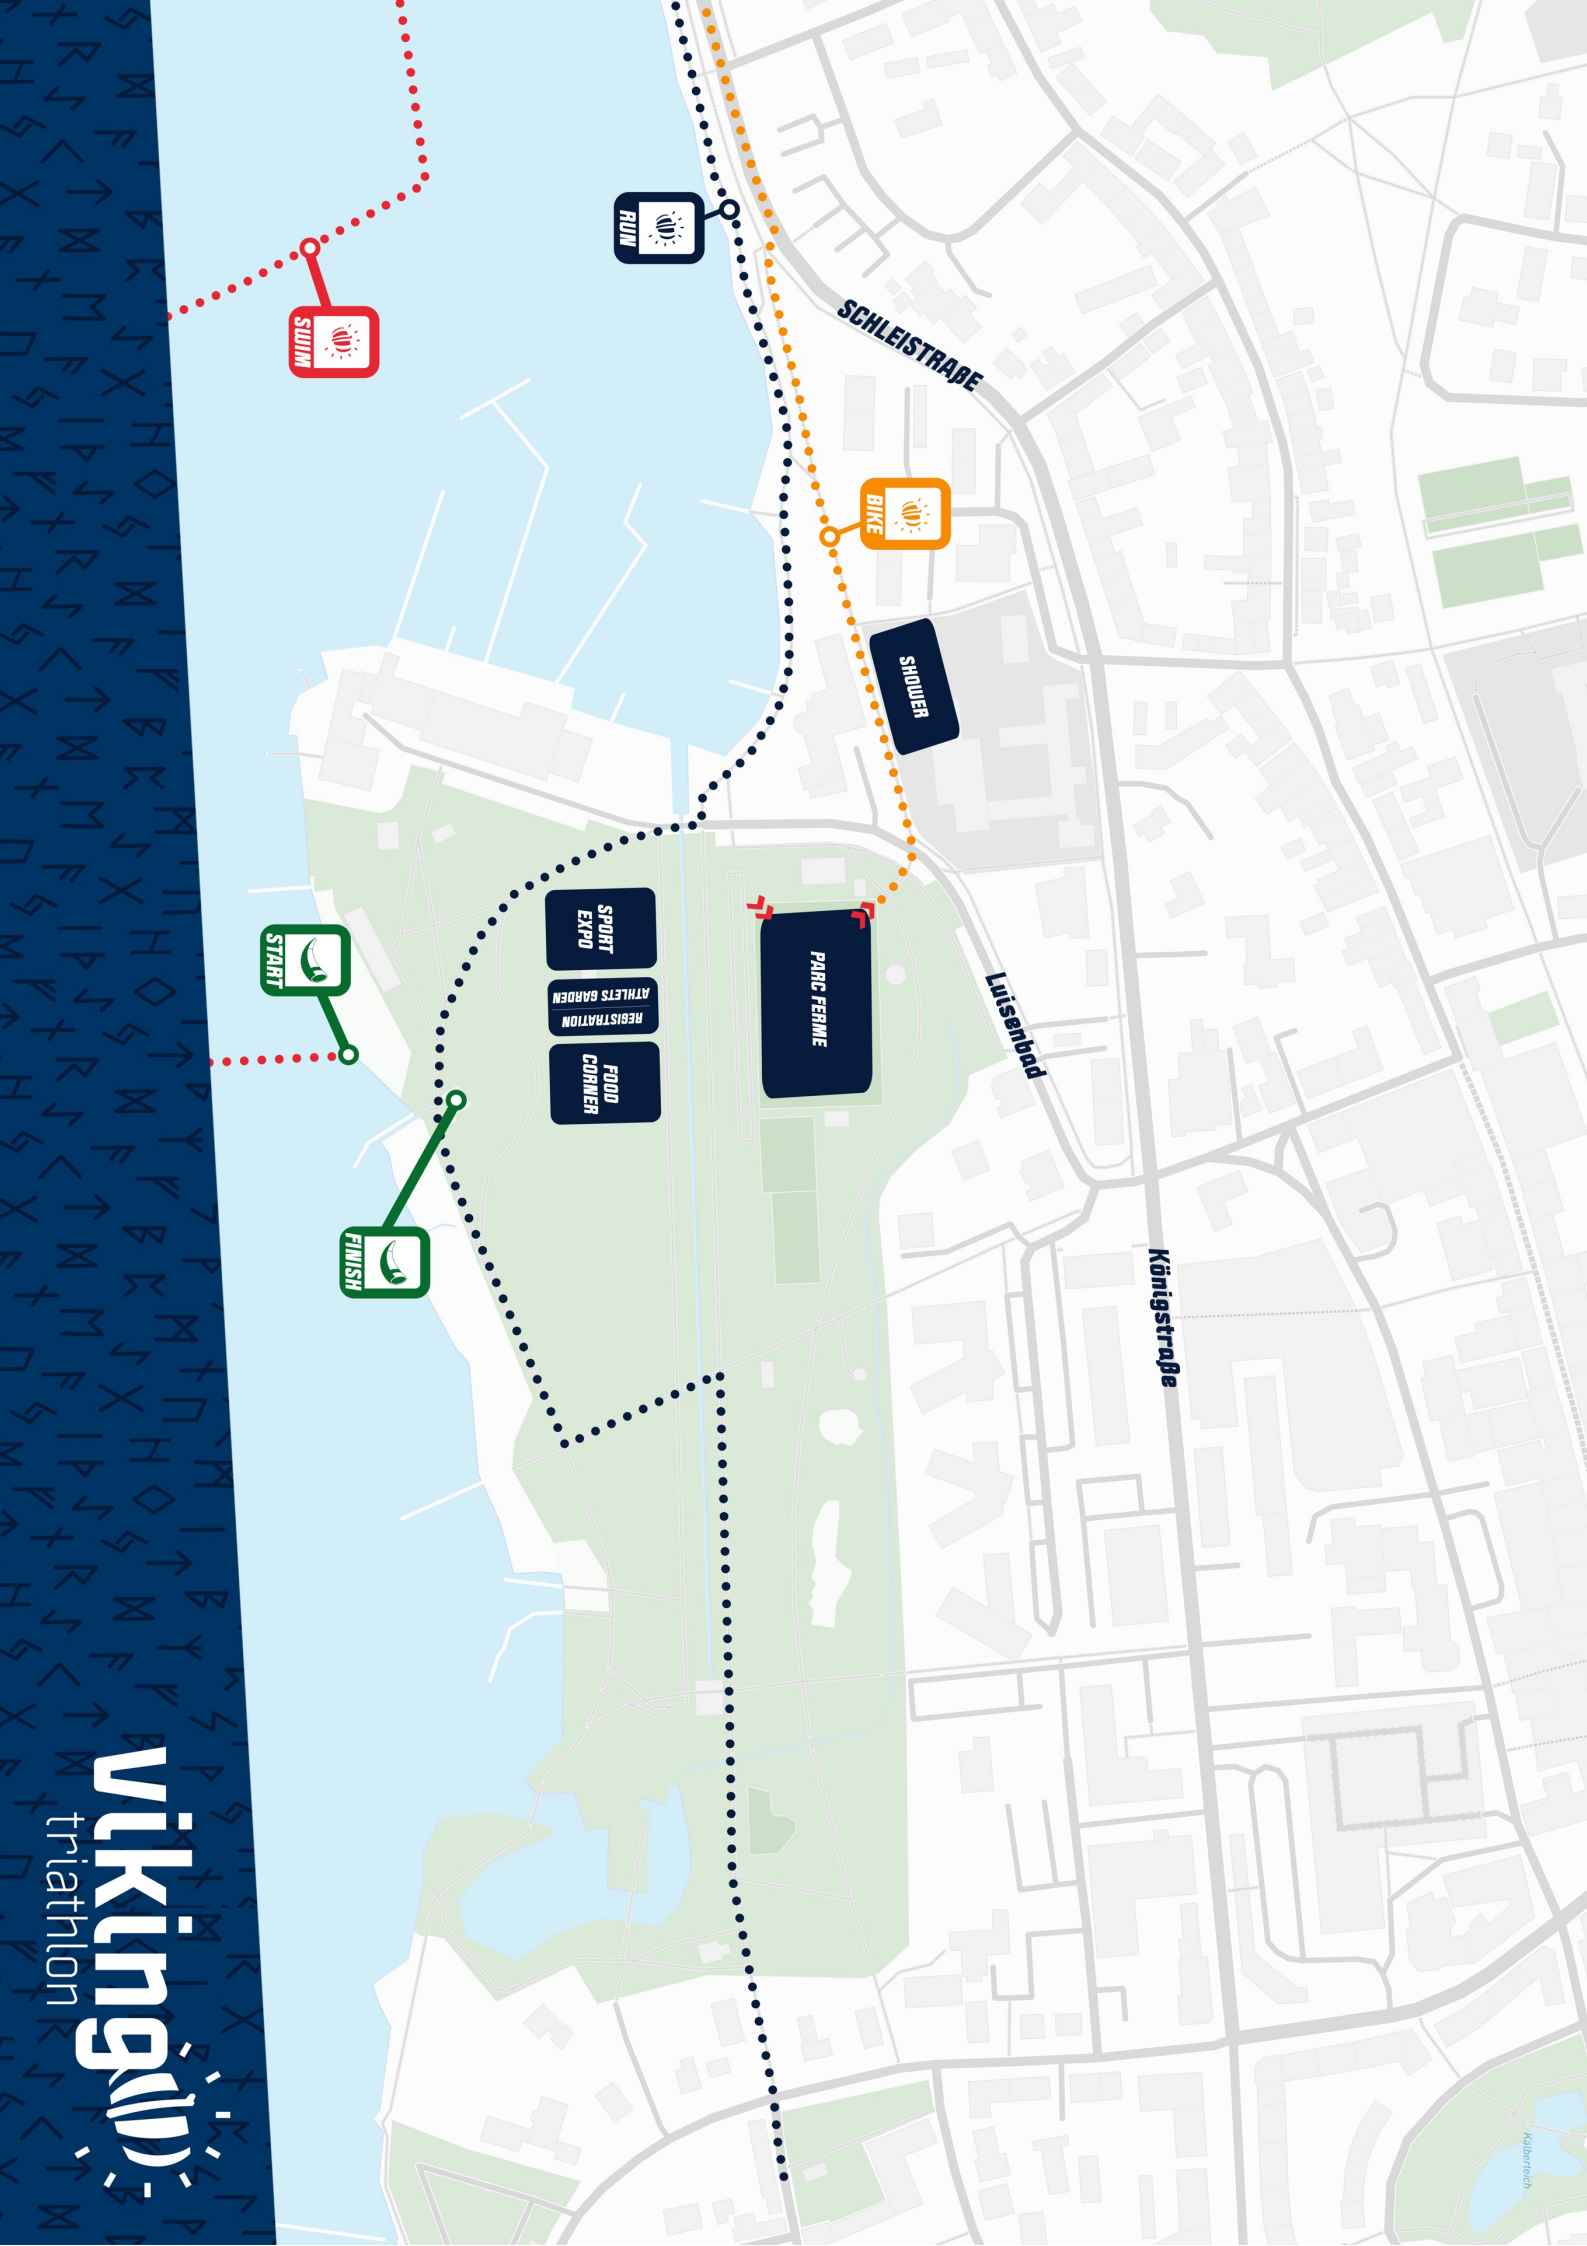 RUN
SWIM
SCHLEISTRAßE
BIKE
SHOWER
SPORT
EXPO
ATHLETS GARDEN
REGISTRATION
FOOD
CORNER
PARC FERME
Luisenbad
START
FINISH
Königstraße
Kälberteich
viking
triathlon